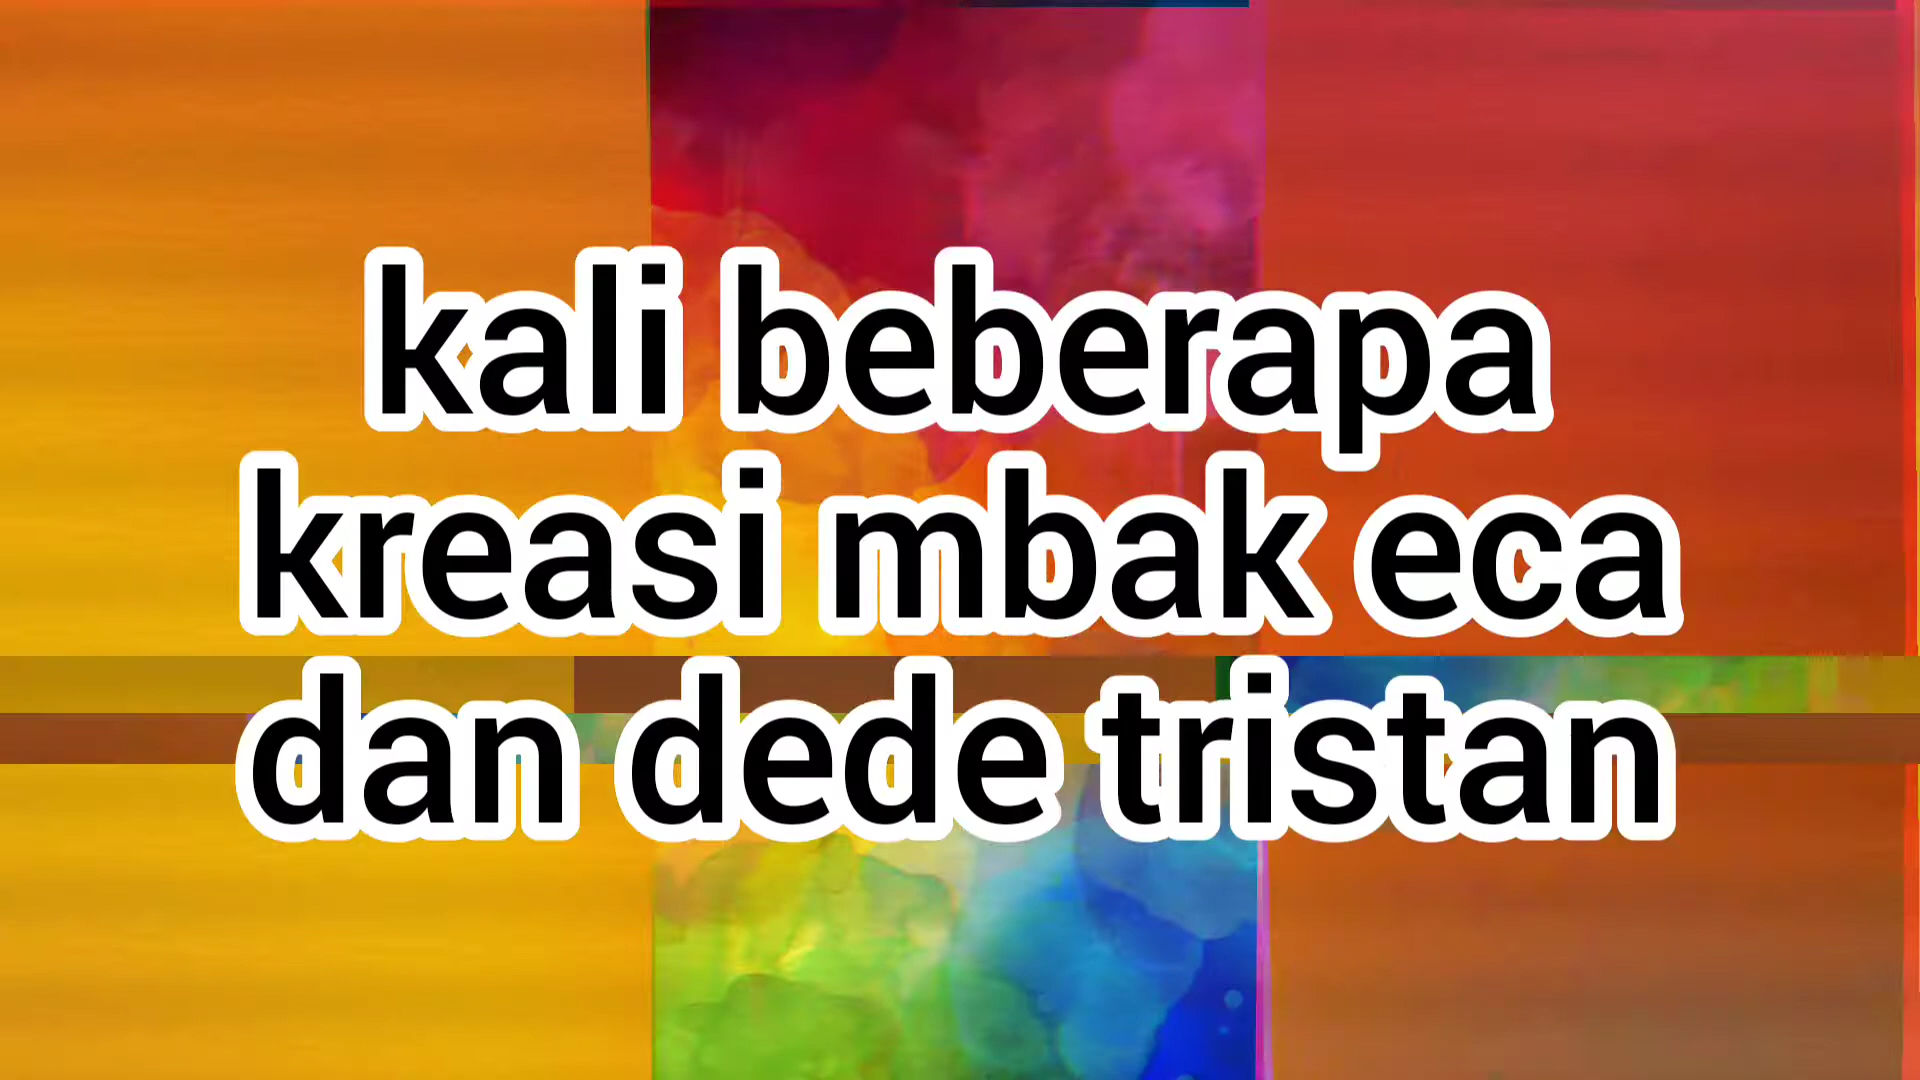 kali beberapa
kreasi mbak eca
dan dede tristan